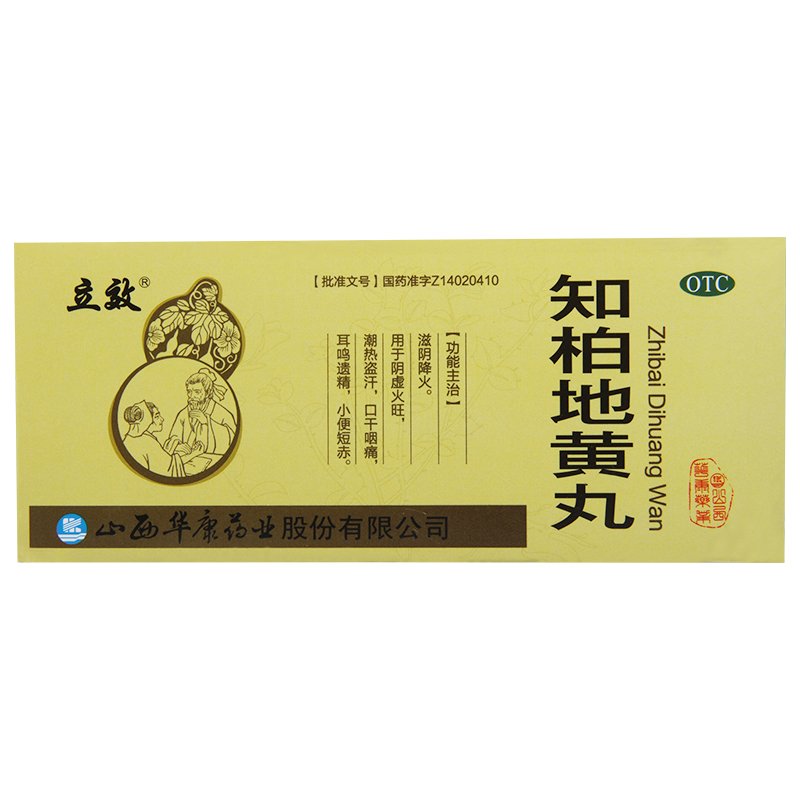 立效®
【批准文号】国药准字Z14020410
OTC
知柏地黄丸
Zhibai Dihuang Wan
【功能主治】
滋阴降火。
用于阴虚火旺，
潮热盗汗，口干咽痛，
耳鸣遗精，小便短赤。
山西华康药业股份有限公司